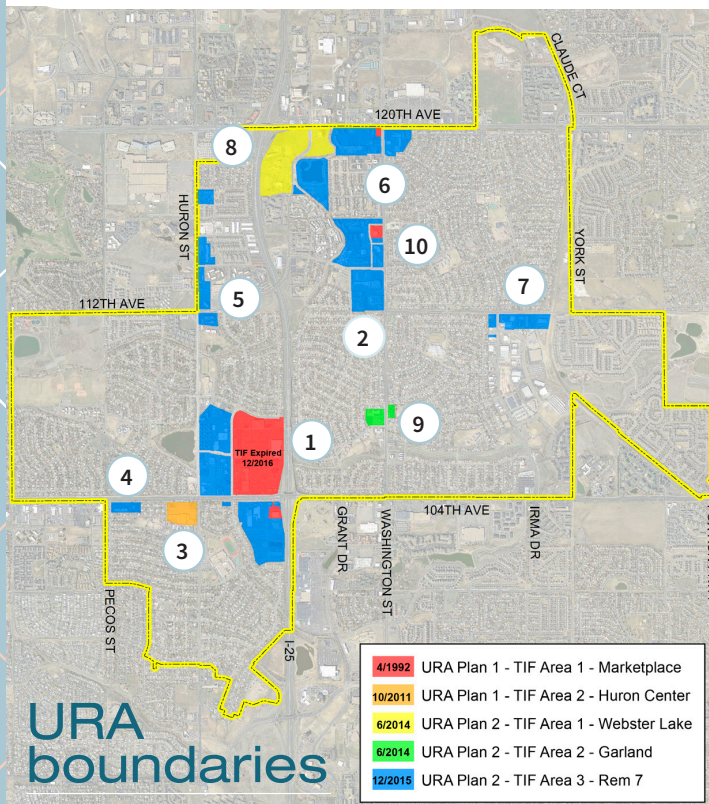 CLAUDE CT
120TH AVE
8
6
HURON ST
10
YORK ST
112TH AVE
5
7
2
9
1
TIF Expired
12/2016
4
3
GRANT DR
WASHINGTON ST
104TH AVE
IRMA DR
PECOS ST
I-25
URA
boundaries
4/1992 URA Plan 1 - TIF Area 1 - Marketplace
10/2011 URA Plan 1 - TIF Area 2 - Huron Center
6/2014 URA Plan 2 - TIF Area 1 - Webster Lake
6/2014 URA Plan 2 - TIF Area 2 - Garland
12/2015 URA Plan 2 - TIF Area 3 - Rem 7